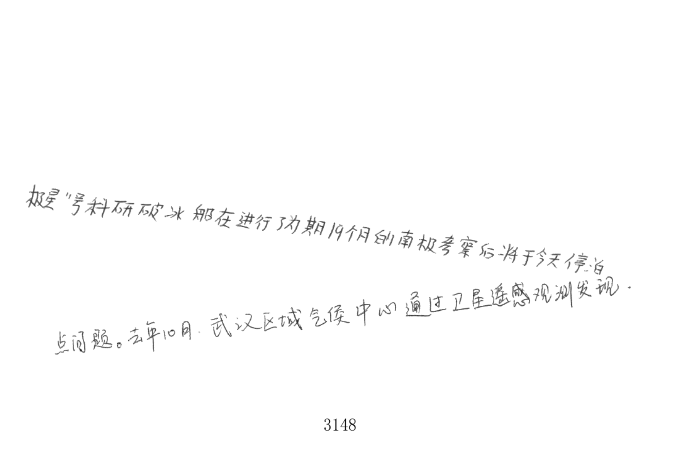 极星"号科研破冰船在进行了为期19个月的南极考察后将于今天停泊
点问题。去年10月,武汉区域气候中心通过卫星遥感观测发现,
3148